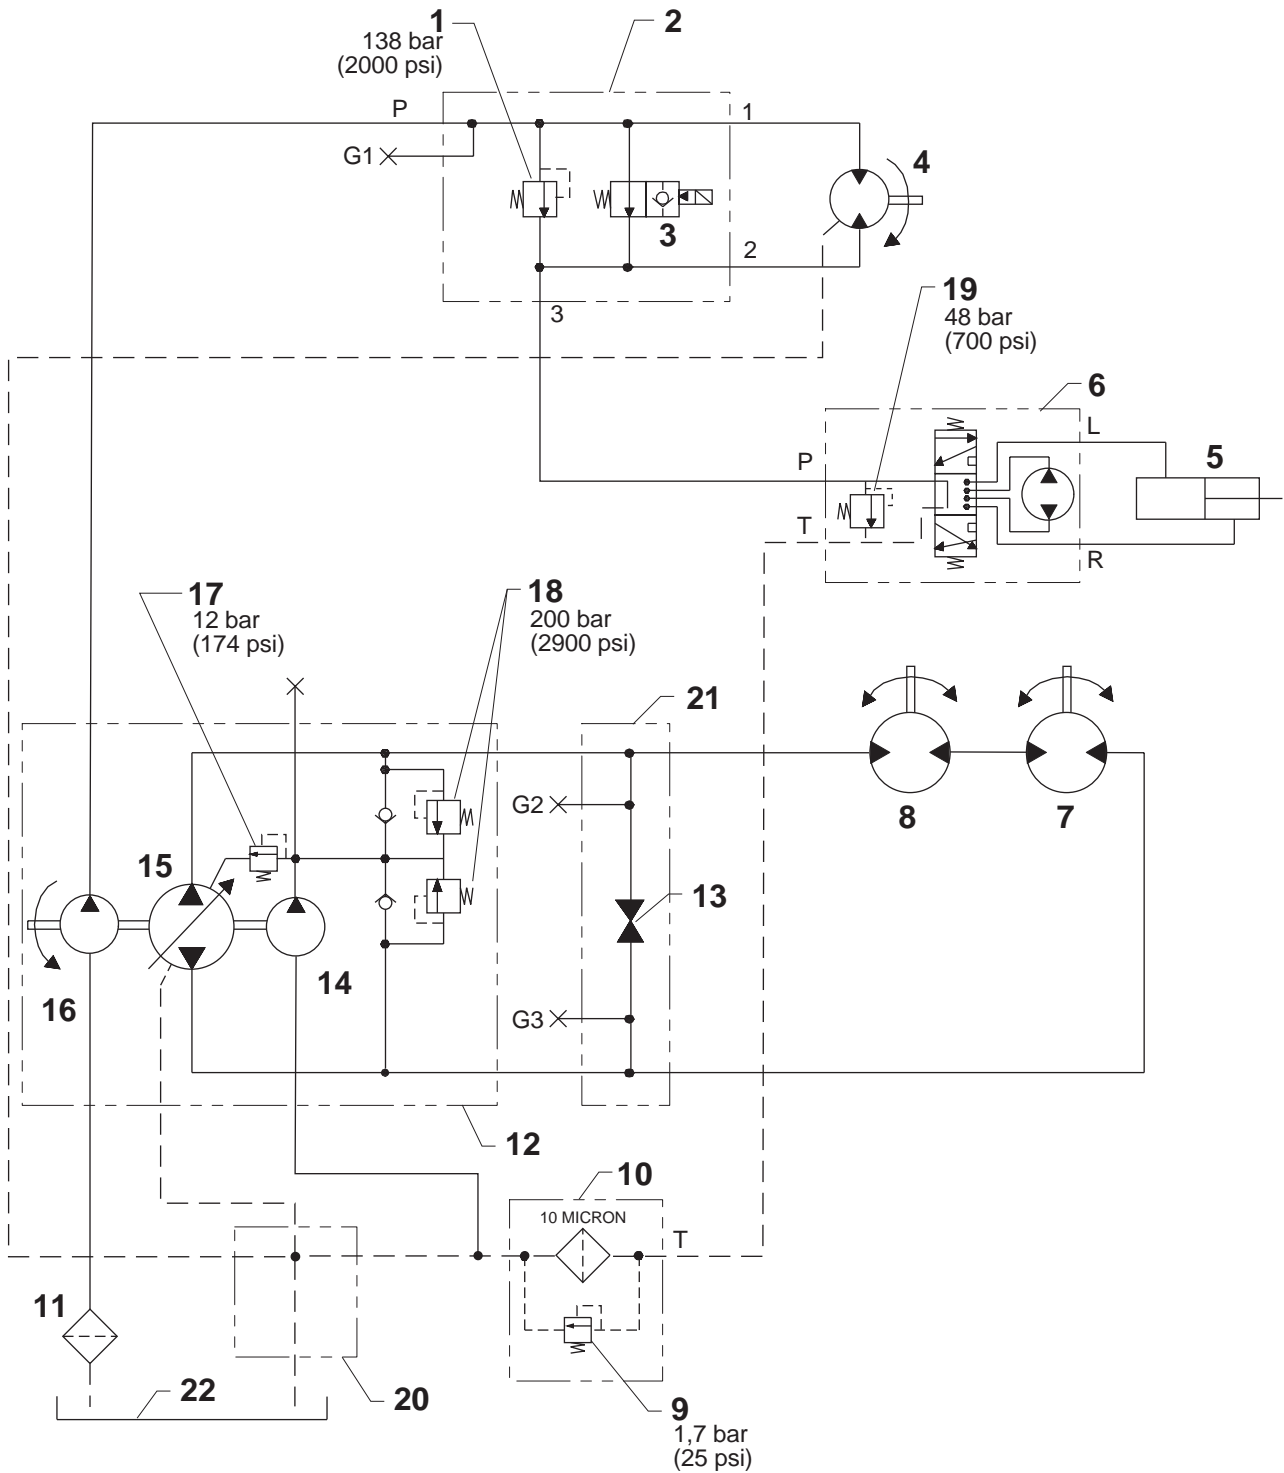 1
138 bar
(2000 psi)
2
P
1
G1
4
3
2
3
19
48 bar
(700 psi)
6
L
P
5
T
R
17
12 bar
(174 psi)
18
200 bar
(2900 psi)
21
G2
8
7
15
13
14
16
G3
12
10
10 MICRON
T
11
22
20
9
1,7 bar
(25 psi)